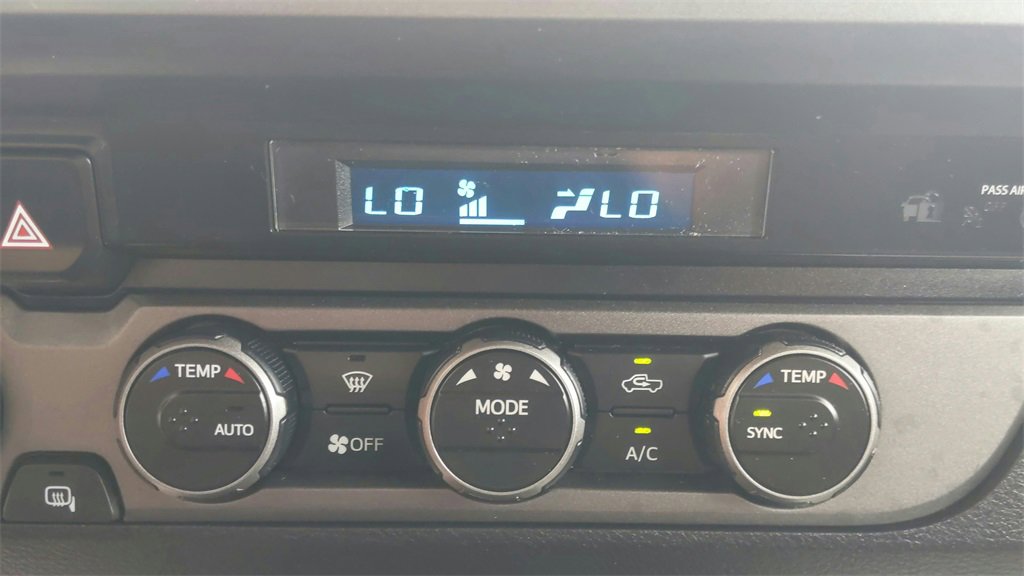 PASS AIR
LO LO
TEMP
AUTO
OFF
MODE
A/C
TEMP
SYNC